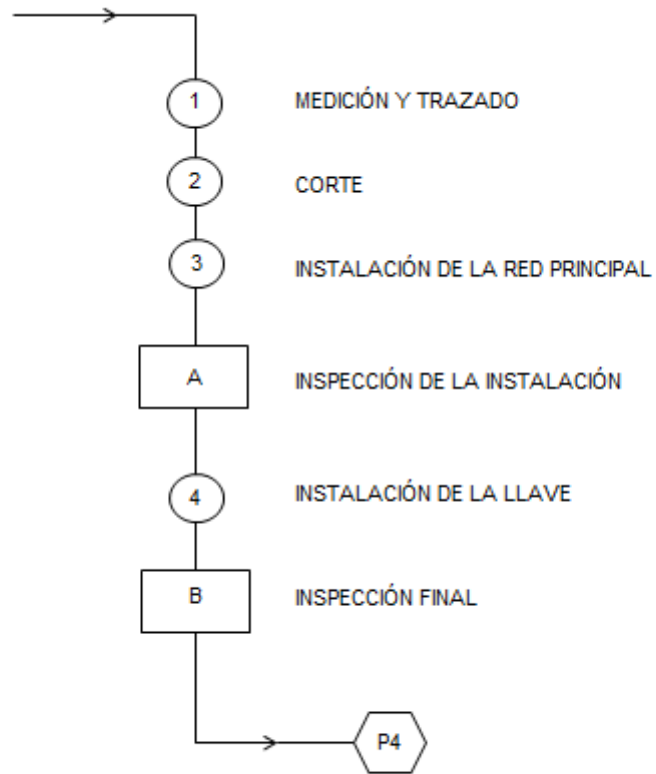 1 MEDICIÓN Y TRAZADO
2 CORTE
3 INSTALACIÓN DE LA RED PRINCIPAL
A INSPECCIÓN DE LA INSTALACIÓN
4 INSTALACIÓN DE LA LLAVE
B INSPECCIÓN FINAL
P4